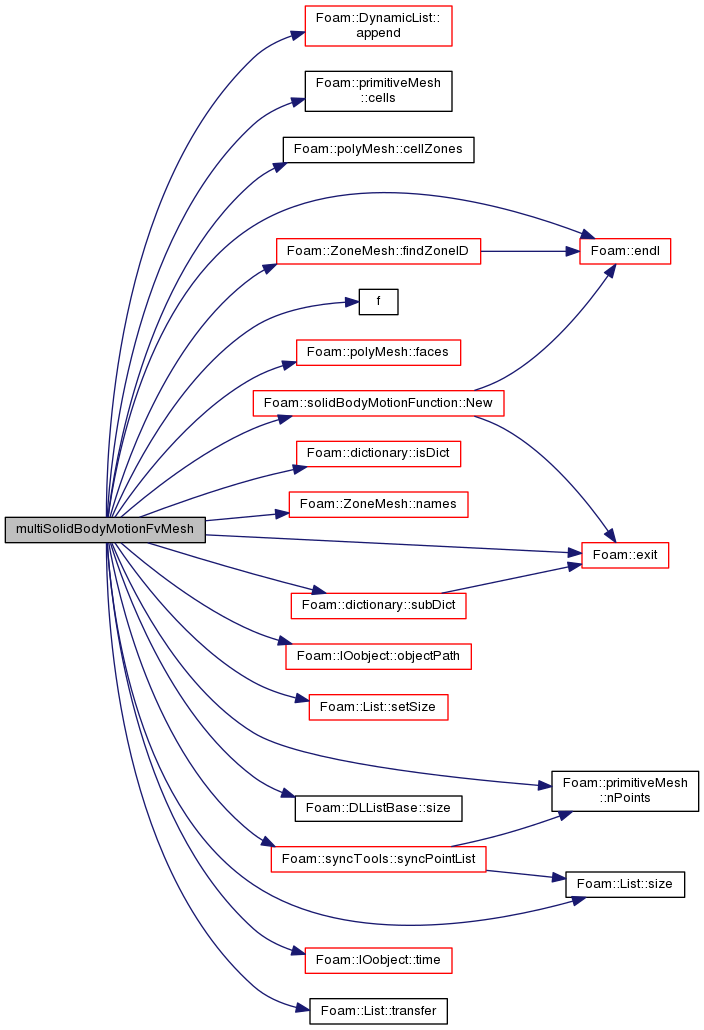 Foam::DynamicList::
append
Foam::primitiveMesh
::cells
Foam::polyMesh::cellZones
Foam::ZoneMesh::findZoneID
Foam::endl
f
Foam::polyMesh::faces
Foam::solidBodyMotionFunction::New
Foam::dictionary::isDict
Foam::ZoneMesh::names
multiSolidBodyMotionFvMesh
Foam::exit
Foam::dictionary::subDict
Foam::IOobject::objectPath
Foam::List::setSize
Foam::primitiveMesh
::nPoints
Foam::DLListBase::size
Foam::syncTools::syncPointList
Foam::List::size
Foam::IOobject::time
Foam::List::transfer